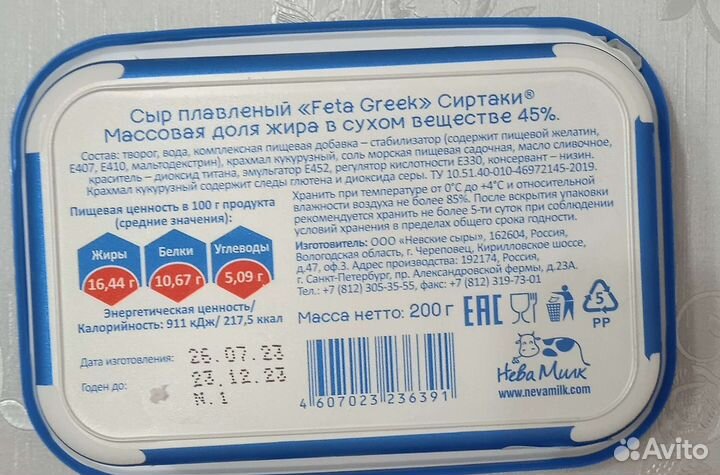 Сыр плавленый «Feta Greek» Сиртаки®
Массовая доля жира в сухом веществе 45%.
Состав: творог, вода, комплексная пищевая добавка – стабилизатор (содержит пищевой желатин,
Е407, Е410, мальтодекстрин), крахмал кукурузный, соль морская пищевая садочная, масло сливочное,
краситель – диоксид титана, эмульгатор Е452, регулятор кислотности Е330, консервант – низин.
Крахмал кукурузный содержит следы глютена и диоксида серы. ТУ 10.51.40-010-46972145-2019.
Пищевая ценность в 100 г продукта
(средние значения):
Жиры
16,44 г
Белки
10,67 г
Углеводы
5,09 г
Энергетическая ценность/
Калорийность: 911 кДж/ 217,5 ккал
Хранить при температуре от 0°С до +4°С и относительной
влажности воздуха не более 85%. После вскрытия упаковки
рекомендуется хранить не более 5-ти суток при соблюдении
условий хранения в пределах общего срока годности.
Изготовитель: ООО «Невские сыры», 162604, Россия,
Вологодская область, г. Череповец, Кирилловское шоссе,
д.47, оф.3. Адрес производства: 192174, Россия,
г. Санкт-Петербург, пр. Александровской фермы, д.23А.
Тел.: +7 (812) 305-35-55, факс: +7 (812) 319-73-01
Масса нетто: 200 г
EAC
5
PP
Дата изготовления: 26.07.23
Годен до: 23.12.23
N.1
4 607023 236391
Нева Милк
www.nevamilk.com
Avito